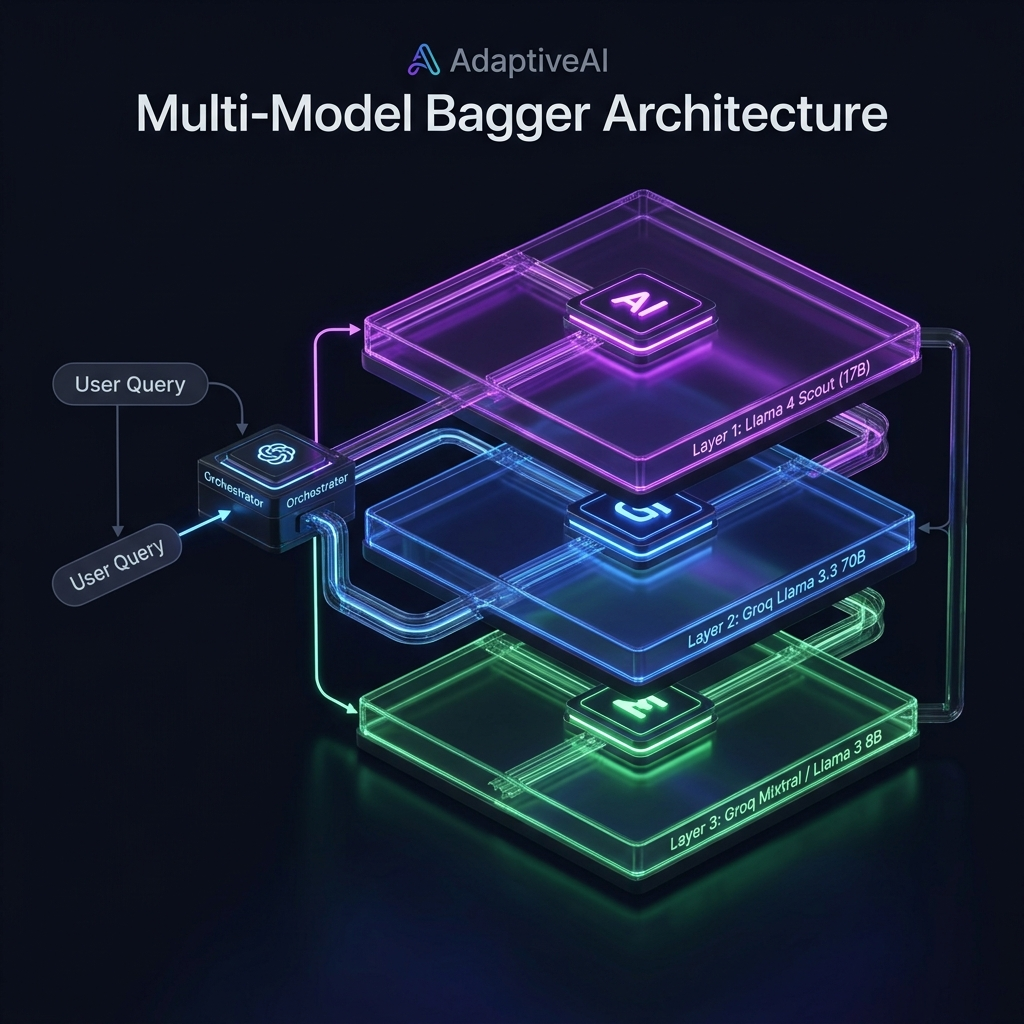 AdaptiveAI
Multi-Model Bagger Architecture
AI
Layer 1: Llama 4 Scout (17B)
User Query
Orchestrator
Orchestrater
User Query
Layer 2: Groq Llama 3.3 70B
M
Layer 3: Groq Mixtral / Llama 3 8B